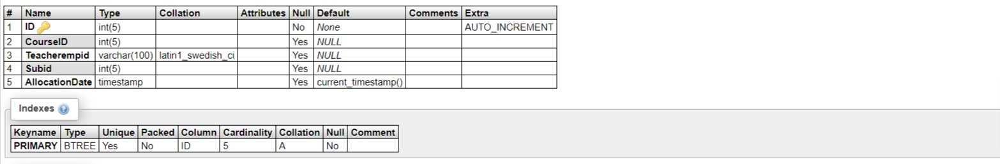 # Name Type Collation Attributes Null Default Comments Extra
1 ID int(5) No None AUTO_INCREMENT
2 CourseID int(5) Yes NULL
3 Teacherempid varchar(100) latin1_swedish_ci Yes NULL
4 Subid int(5) Yes NULL
5 AllocationDate timestamp Yes current_timestamp()
Indexes ?
Keyname Type Unique Packed Column Cardinality Collation Null Comment
PRIMARY BTREE Yes No ID 5 A No